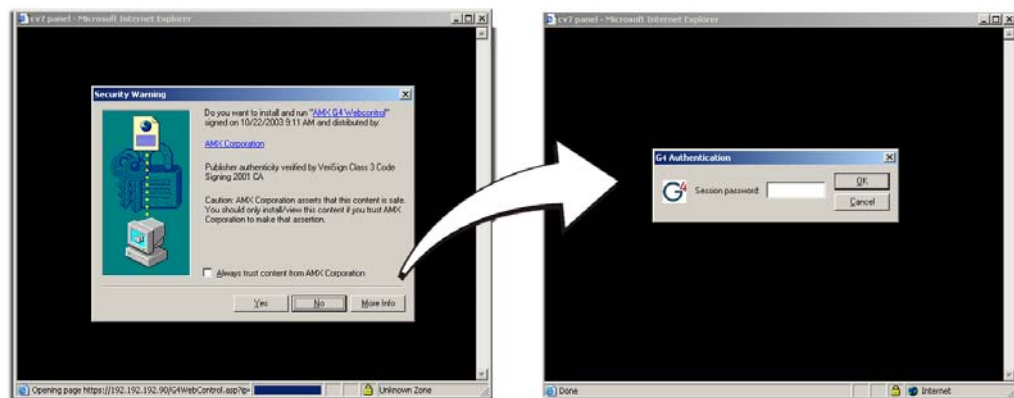 cv7 panel - Microsoft Internet Explorer
Security Warning
Do you want to install and run "AMX G4 Webcontrol"
signed on 10/22/2003 9:11 AM and distributed by:
AMX Corporation
Publisher authenticity verified by VeriSign Class 3 Code
Signing 2001 CA
Caution: AMX Corporation asserts that this content is safe.
You should only install/view this content if you trust AMX
Corporation to make that assertion.
Always trust content from AMX Corporation
Yes
No
More Info
Opening page https://192.192.192.90/G4WebControl.asp?ip=
Unknown Zone
cv7 panel - Microsoft Internet Explorer
G4 Authentication
G4
Session password:
OK
Cancel
Done
Internet